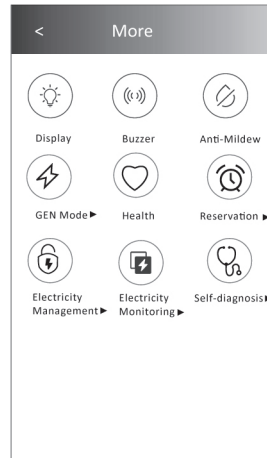 < More
Display Buzzer Anti-Mildew
GEN Mode▶ Health Reservation ▶
Electricity Electricity Self-diagnosis▶
Management▶ Monitoring▶